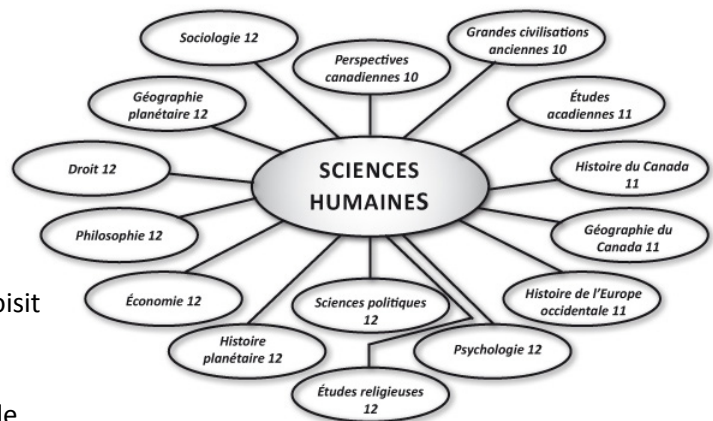 Sociologie 12
Perspectives
canadiennes 10
Grandes civilisations
anciennes 10
Géographie
planétaire 12
Études
acadiennes 11
Droit 12
SCIENCES
HUMAINES
Histoire du Canada
11
Philosophie 12
Géographie du
Canada 11
Économie 12
Sciences politiques
12
Histoire de l'Europe
occidentale 11
Histoire
planétaire 12
Psychologie 12
Études religieuses
12